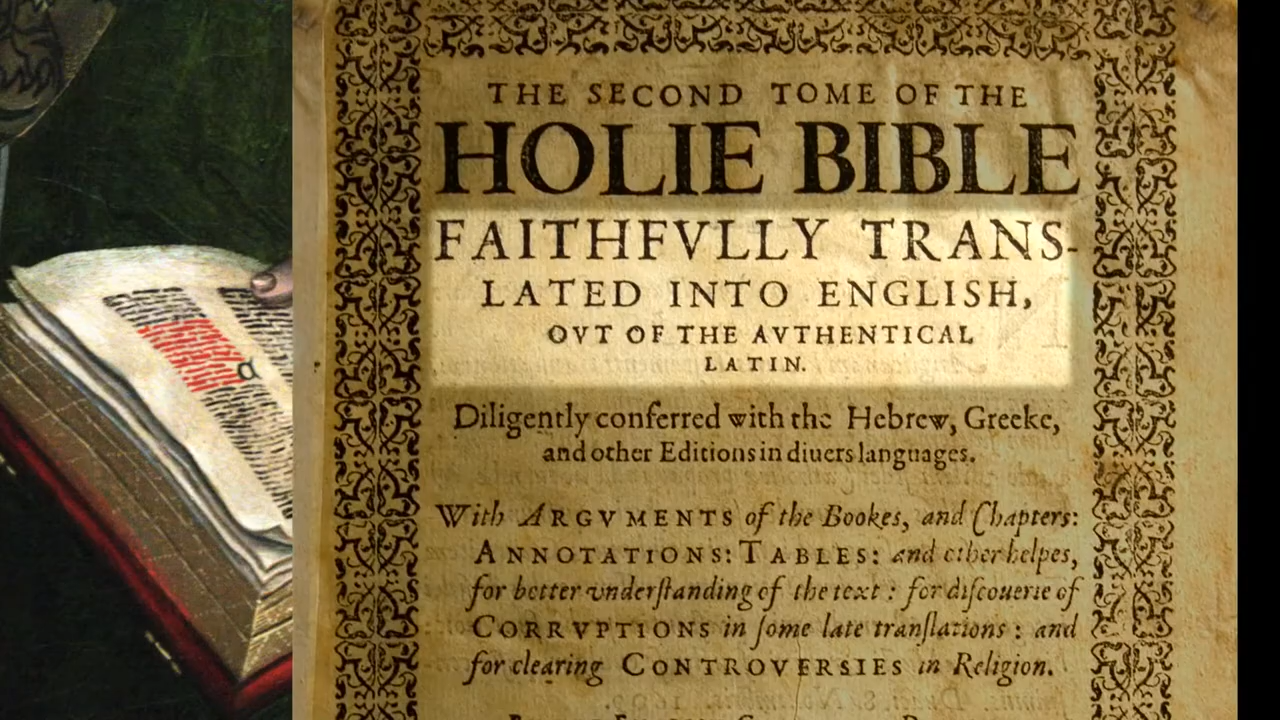 THE SECOND TOME OF THE
HOLIE BIBLE
FAITHFVLLY TRANS-
LATED INTO ENGLISH,
OVT OF THE AVTHENTICAL
LATIN.
Diligently conferred with the Hebrew, Greeke,
and other Editions in diuers languages.
With ARGVMENTS of the Bookes, and Chapters:
ANNOTATIONS: TABLES: and other helpes,
for better vnderſtanding of the text: for diſcouerie of
CORRVPTIONS in ſome late tranſlations: and
for clearing CONTROVERSIES in Religion.